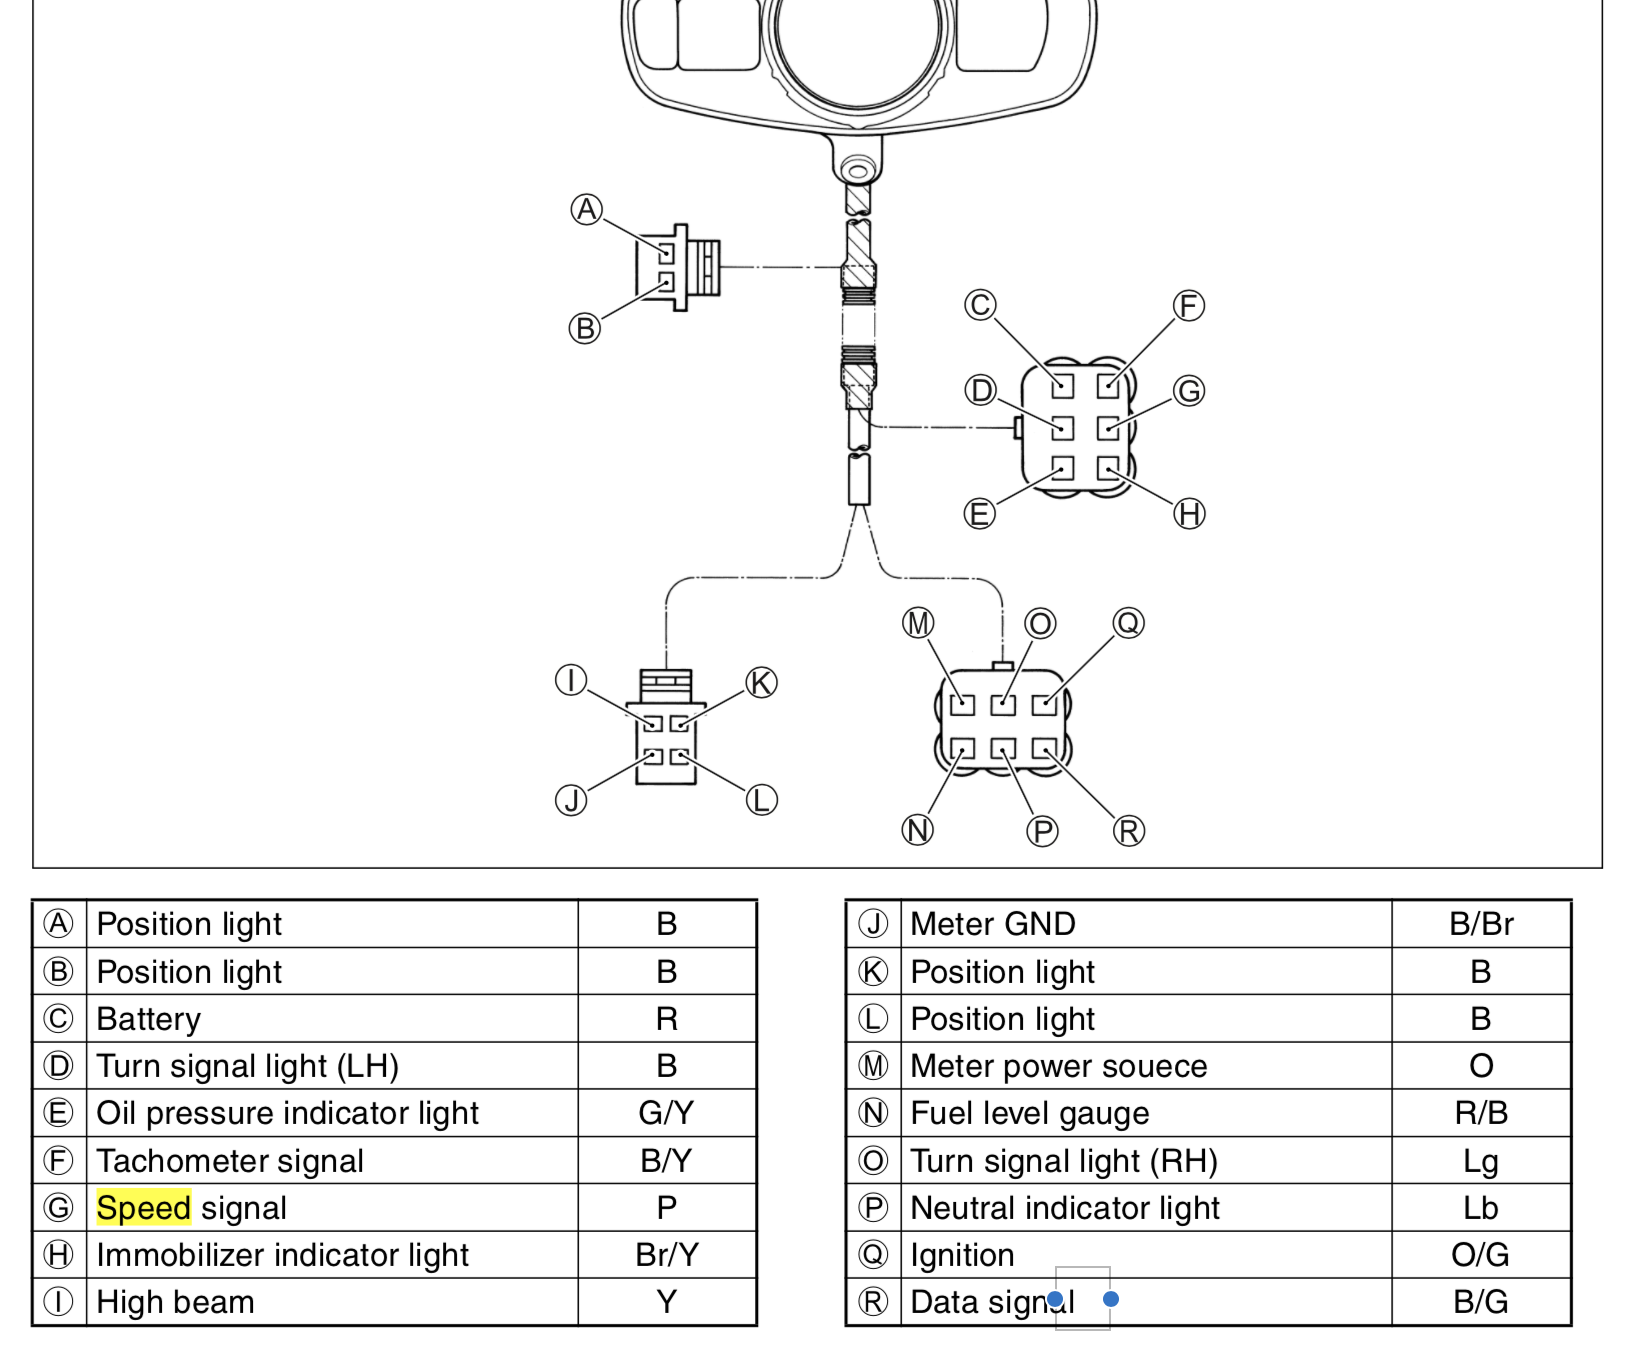 A
B
C
F
D
G
E
H
M
O
Q
I
K
J
L
N
P
R
A Position light B
B Position light B
C Battery R
D Turn signal light (LH) B
E Oil pressure indicator light G/Y
F Tachometer signal B/Y
G Speed signal P
H Immobilizer indicator light Br/Y
I High beam Y
J Meter GND B/Br
K Position light B
L Position light B
M Meter power souece O
N Fuel level gauge R/B
O Turn signal light (RH) Lg
P Neutral indicator light Lb
Q Ignition O/G
R Data signal B/G